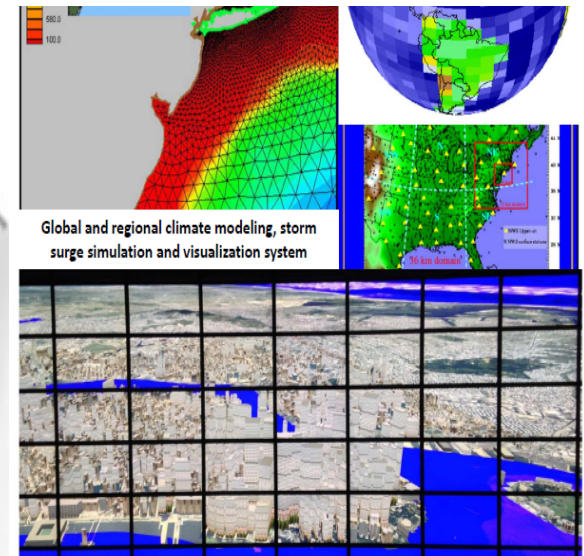 580.0
100.0
Global and regional climate modeling, storm
surge simulation and visualization system
36 km domain